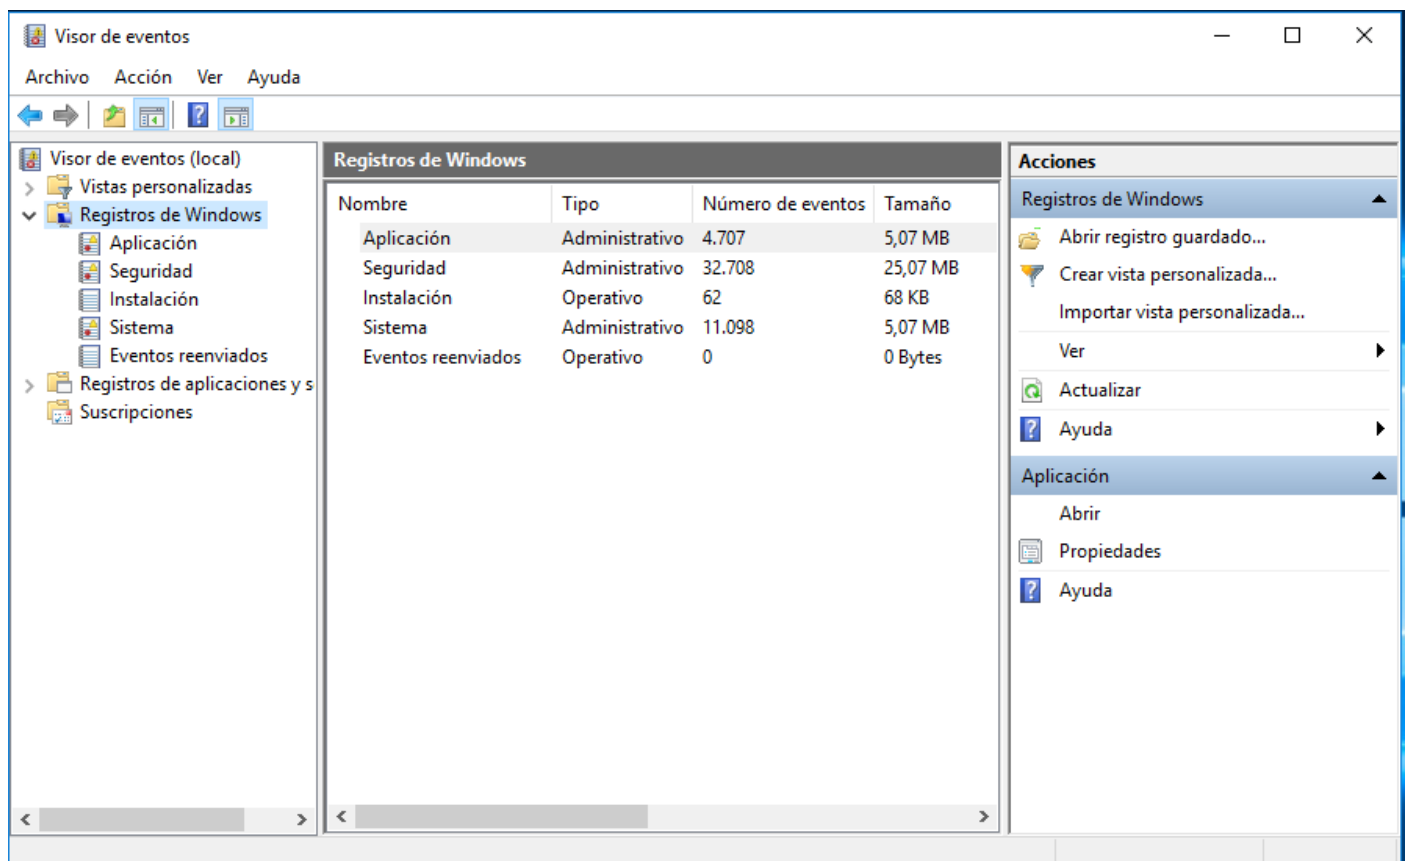 Visor de eventos
Archivo Acción Ver Ayuda
Visor de eventos (local)
Vistas personalizadas
Registros de Windows
Aplicación
Seguridad
Instalación
Sistema
Eventos reenviados
Registros de aplicaciones y s
Suscripciones
Registros de Windows
Nombre Tipo Número de eventos Tamaño
Aplicación Administrativo 4.707 5,07 MB
Seguridad Administrativo 32.708 25,07 MB
Instalación Operativo 62 68 KB
Sistema Administrativo 11.098 5,07 MB
Eventos reenviados Operativo 0 0 Bytes
Acciones
Registros de Windows
Abrir registro guardado...
Crear vista personalizada...
Importar vista personalizada...
Ver
Actualizar
Ayuda
Aplicación
Abrir
Propiedades
Ayuda